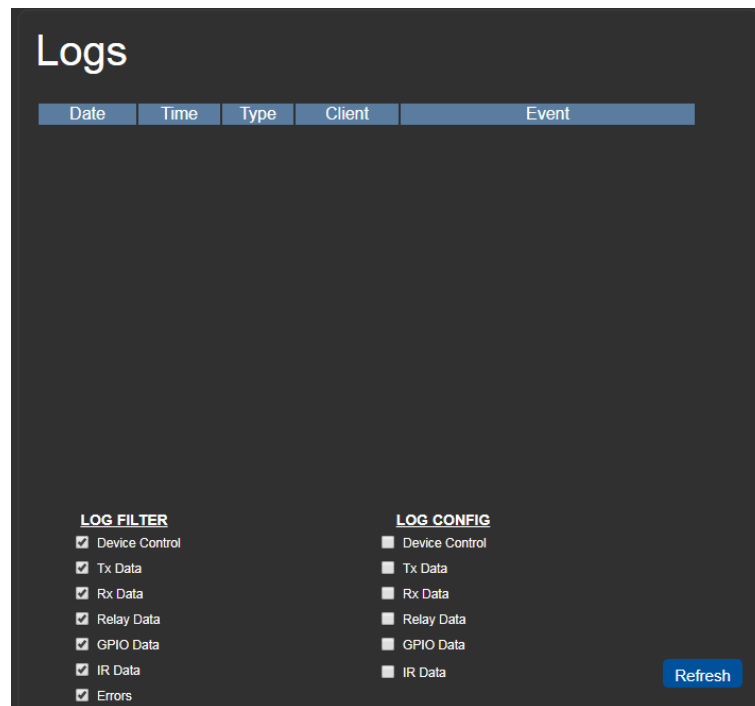 Logs
Date Time Type Client Event
LOG FILTER
Device Control
Tx Data
Rx Data
Relay Data
GPIO Data
IR Data
Errors
LOG CONFIG
Device Control
Tx Data
Rx Data
Relay Data
GPIO Data
IR Data
Refresh